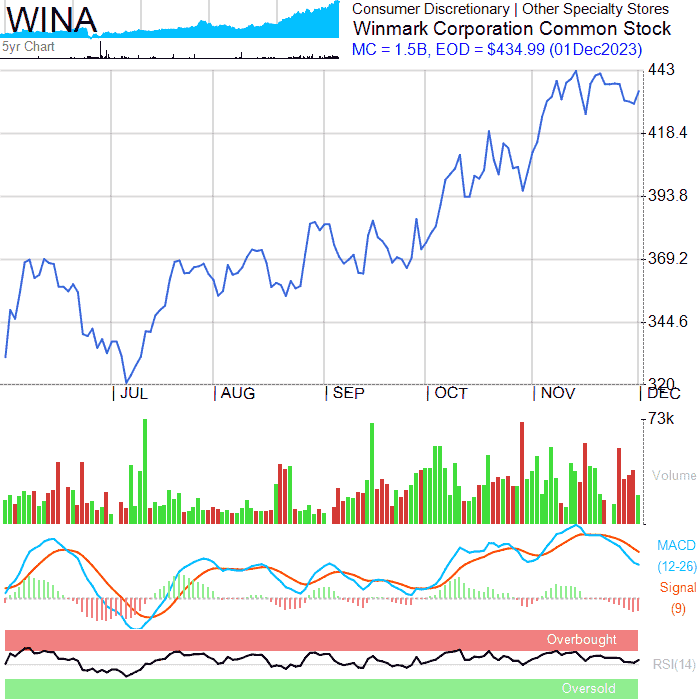 WINA
5yr Chart
Consumer Discretionary | Other Specialty Stores
Winmark Corporation Common Stock
MC = 1.5B, EOD = $434.99 (01Dec2023)
443
418.4
393.8
369.2
344.6
320
| JUL | AUG | SEP | OCT | NOV | DEC
73k
Volume
MACD
(12-26)
Signal
(9)
Overbought
RSI(14)
Oversold